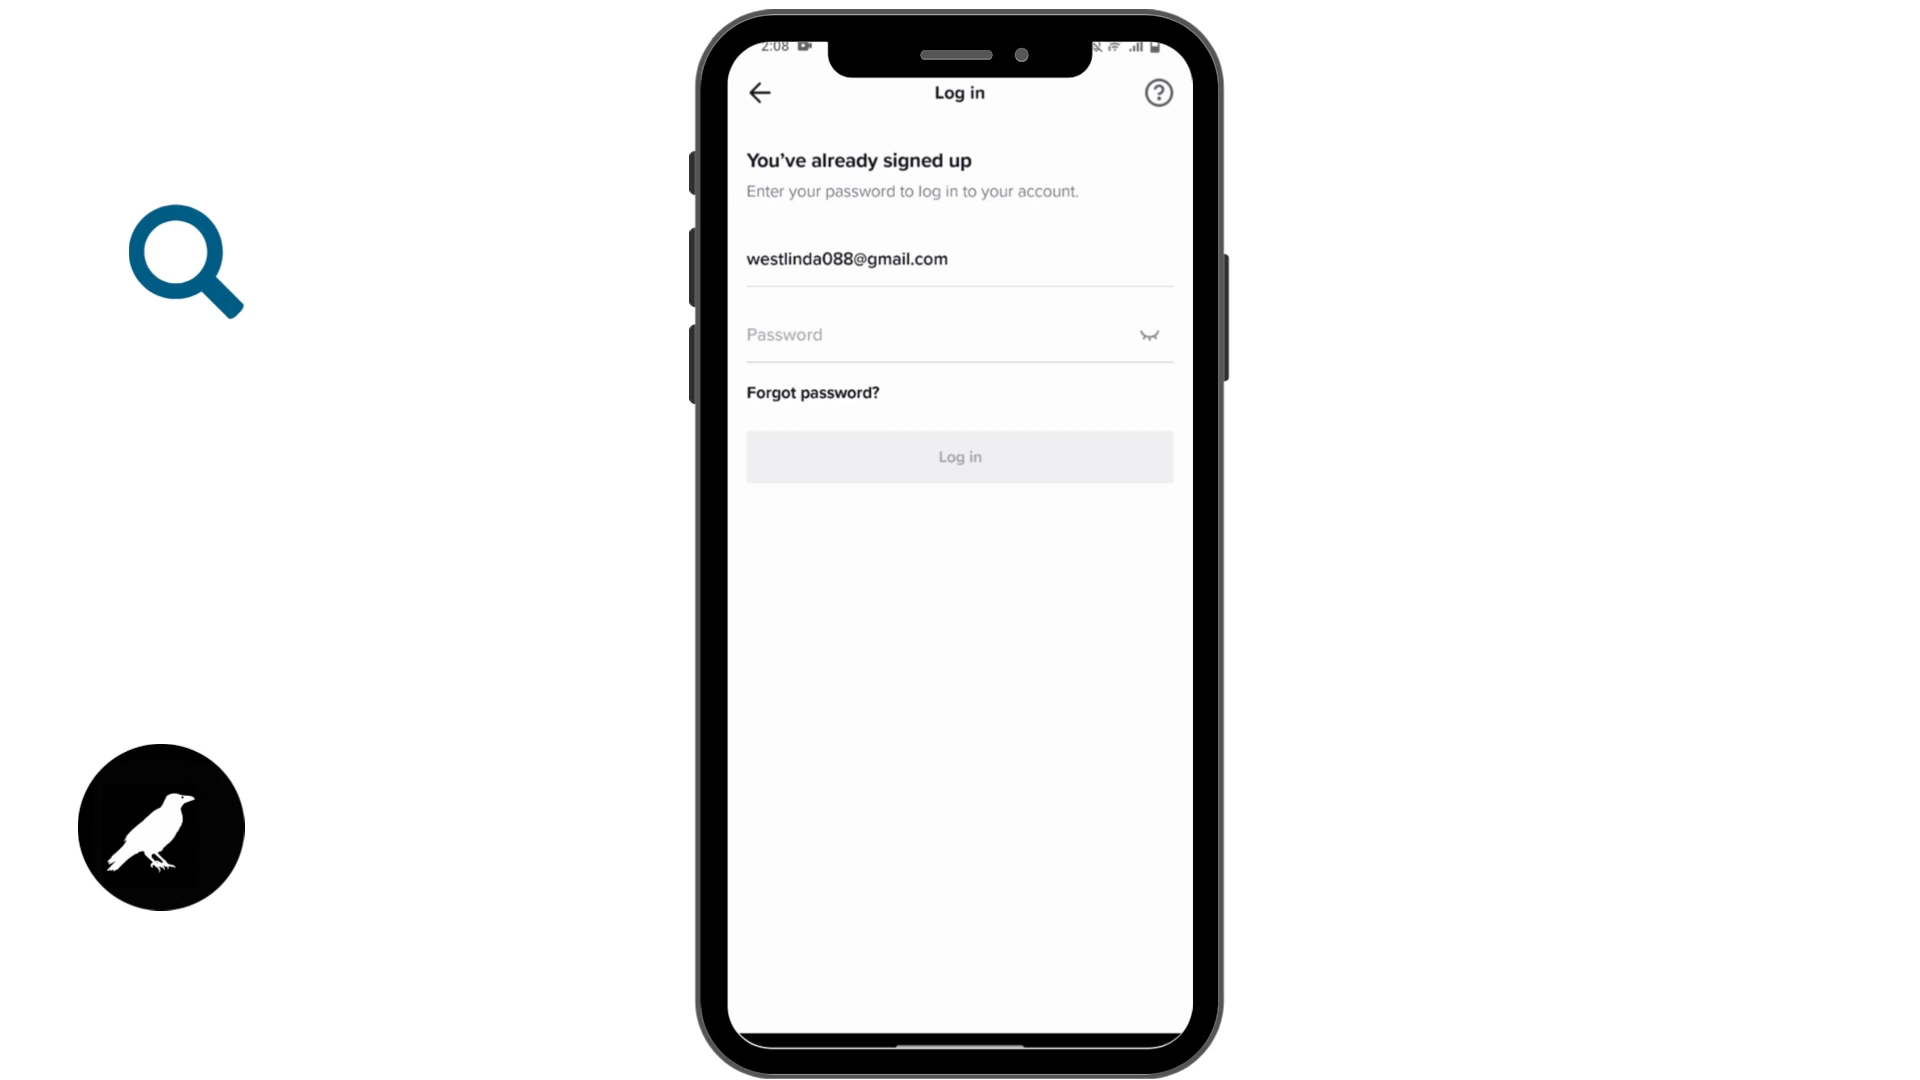 2:08
Log in
You've already signed up
Enter your password to log in to your account.
westlinda088@gmail.com
Password
Forgot password?
Log in